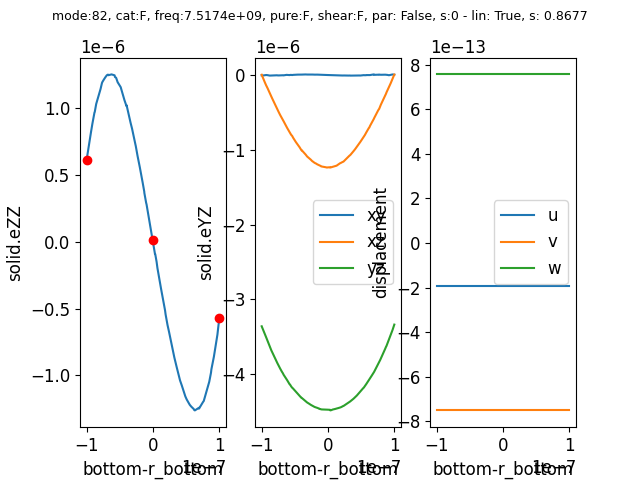 mode:82, cat:F, freq:7.5174e+09, pure:F, shear:F, par: False, s:0 - lin: True, s: 0.8677
1e−6
1e−6
1e−13
solid.eZZ
1.0
0.5
0.0
−0.5
−1.0
−1
0
1
bottom-r_bottom
1e−7
solid.eYZ
0
−1
−2
−3
−4
xy
xz
yz
−1
0
1
bottom-r_bottom
1e−7
displacement
8
6
4
2
0
−2
−4
−6
−8
u
v
w
−1
0
1
bottom-r_bottom
1e−7